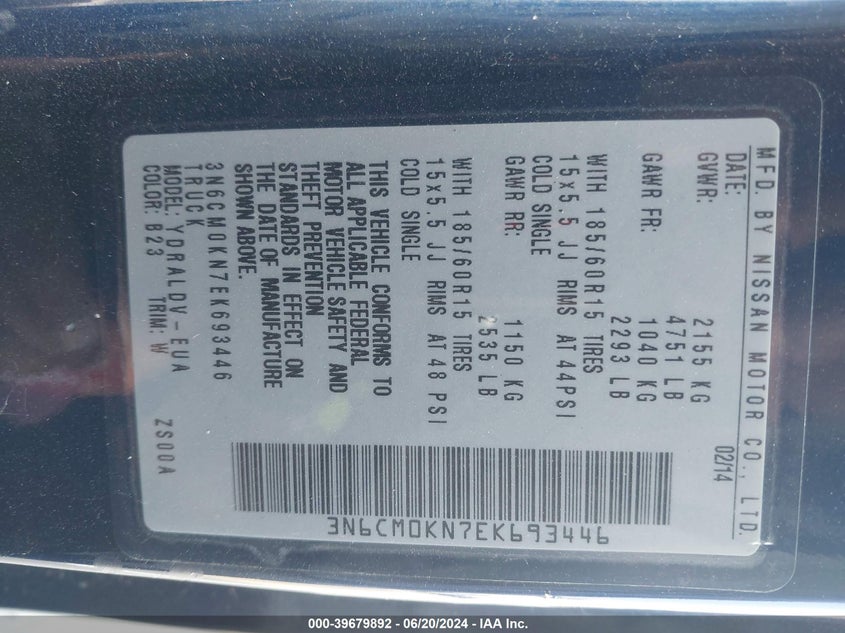 MFD. BY NISSAN MOTOR CO., LTD.
DATE: 02/14
GVWR: 2155 KG
4751 LB
GAWR FR: 1040 KG
2293 LB
WITH 185/60R15 TIRES
15x5.5 JJ RIMS AT 44PSI
COLD SINGLE
GAWR RR: 1150 KG
2535 LB
WITH 185/60R15 TIRES
15x5.5 JJ RIMS AT 48 PSI
COLD SINGLE
THIS VEHICLE CONFORMS TO
ALL APPLICABLE FEDERAL
MOTOR VEHICLE SAFETY AND
THEFT PREVENTION
STANDARDS IN EFFECT ON
THE DATE OF MANUFACTURE
SHOWN ABOVE.
3N6CM0KN7EK693446
TRUCK
MODEL: YDRALDV-EUA
COLOR: B23 TRIM: W ZS00A
3N6CM0KN7EK693446
000-39679892 - 06/20/2024 - IAA Inc.